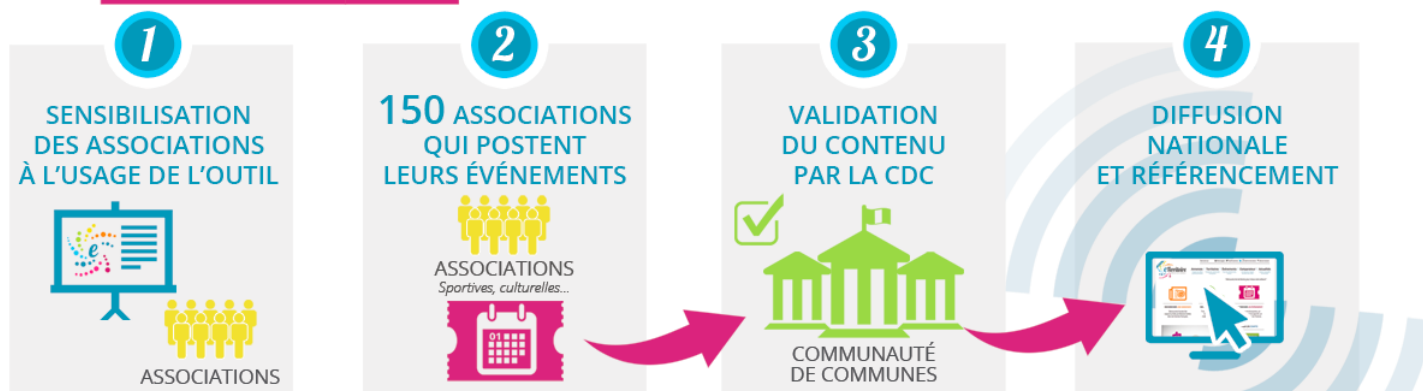 1
SENSIBILISATION
DES ASSOCIATIONS
À L'USAGE DE L'OUTIL
e
ASSOCIATIONS
2
150 ASSOCIATIONS
QUI POSTENT
LEURS ÉVÉNEMENTS
ASSOCIATIONS
Sportives, culturelles...
01
3
VALIDATION
DU CONTENU
PAR LA CDC
COMMUNAUTÉ
DE COMMUNES
4
DIFFUSION
NATIONALE
ET RÉFÉRENCEMENT